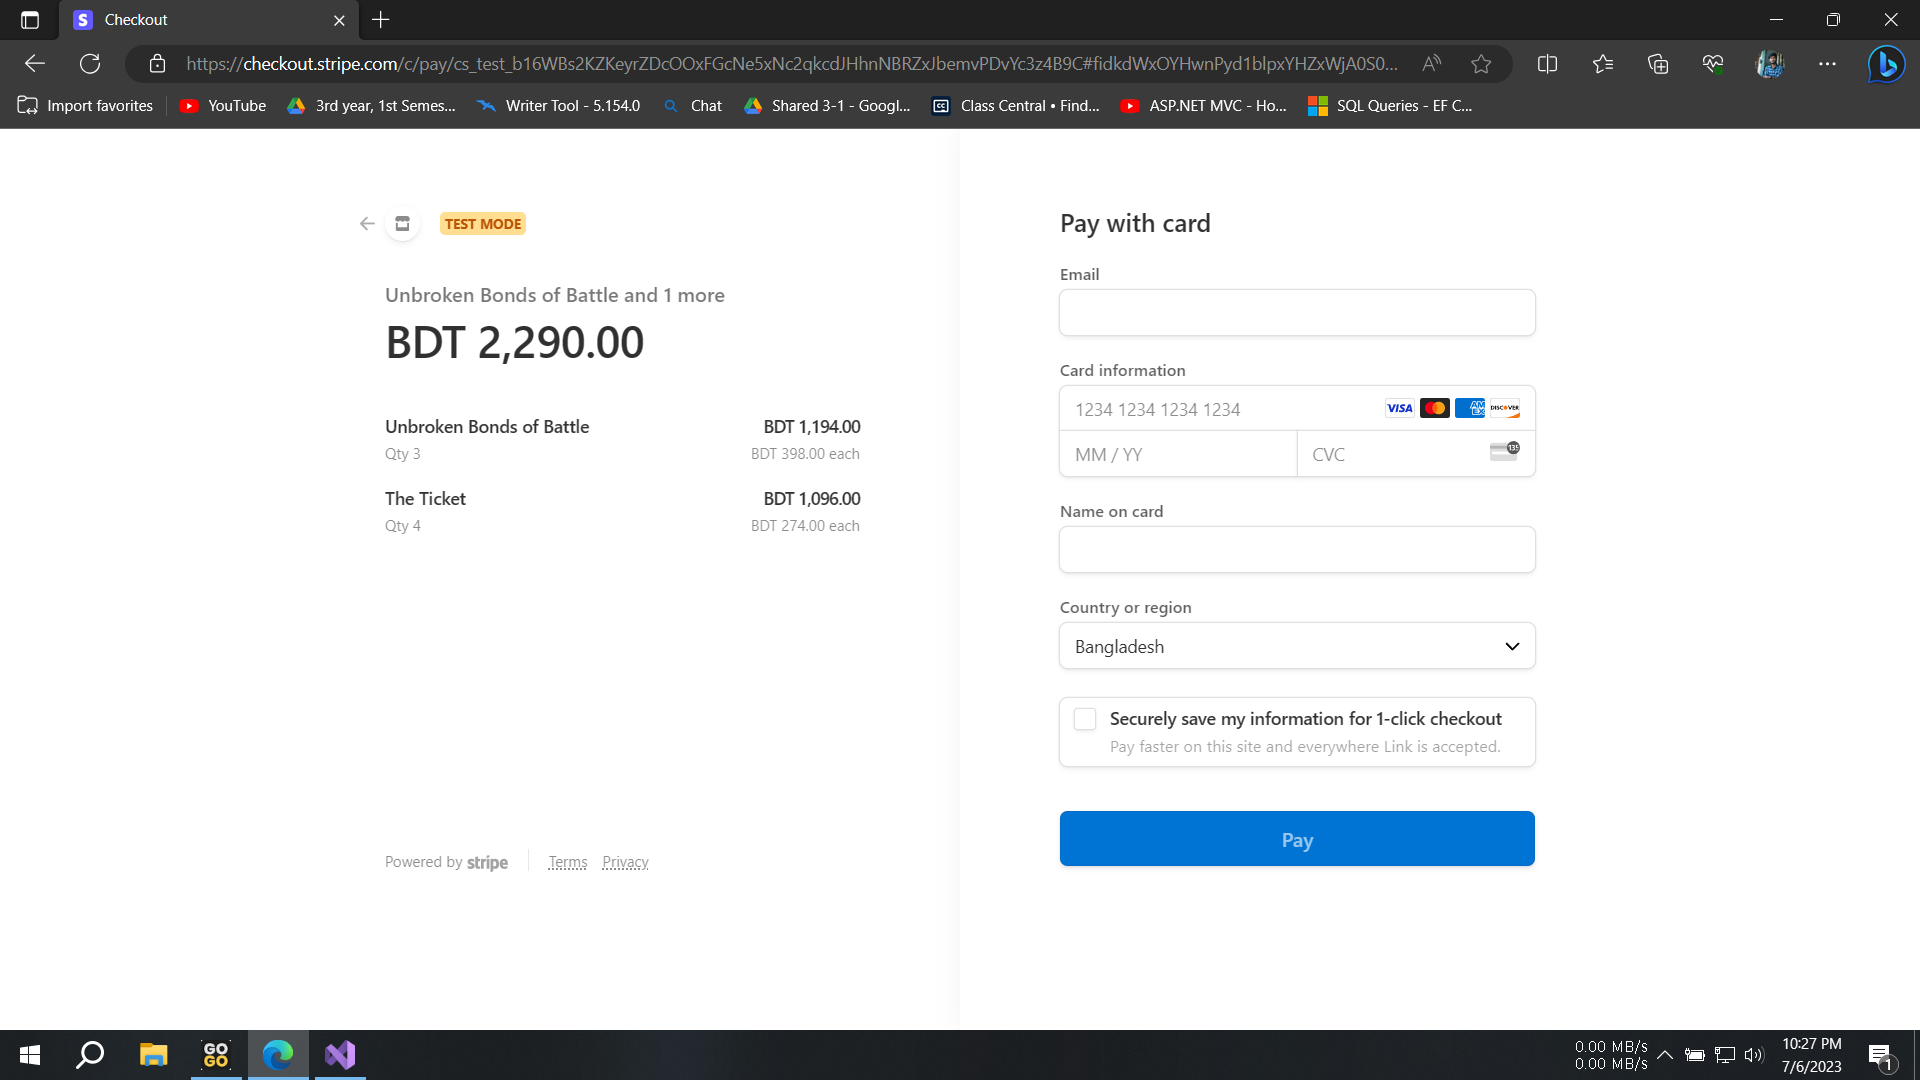 Checkout
https://checkout.stripe.com/c/pay/cs_test_b16WBs2KZKeyrZDcOOxFGcNe5xNc2qkcdJHhnNBRZxJbemvPDvYc3z4B9C#fidkdWxOYHwnPyd1blpxYHZxWjA0S0...
Import favorites YouTube 3rd year, 1st Semes... Writer Tool - 5.154.0 Chat Shared 3-1 - Googl... Class Central • Find... ASP.NET MVC - Ho... SQL Queries - EF C...
TEST MODE
Unbroken Bonds of Battle and 1 more
BDT 2,290.00
Unbroken Bonds of Battle BDT 1,194.00
Qty 3 BDT 398.00 each
The Ticket BDT 1,096.00
Qty 4 BDT 274.00 each
Powered by stripe Terms Privacy
Pay with card
Email
Card information
1234 1234 1234 1234 VISA AM EX DISCOVER
MM / YY CVC 135
Name on card
Country or region
Bangladesh
Securely save my information for 1-click checkout
Pay faster on this site and everywhere Link is accepted.
Pay
GO
GO
0.00 MB/s
0.00 MB/s
10:27 PM
7/6/2023
1